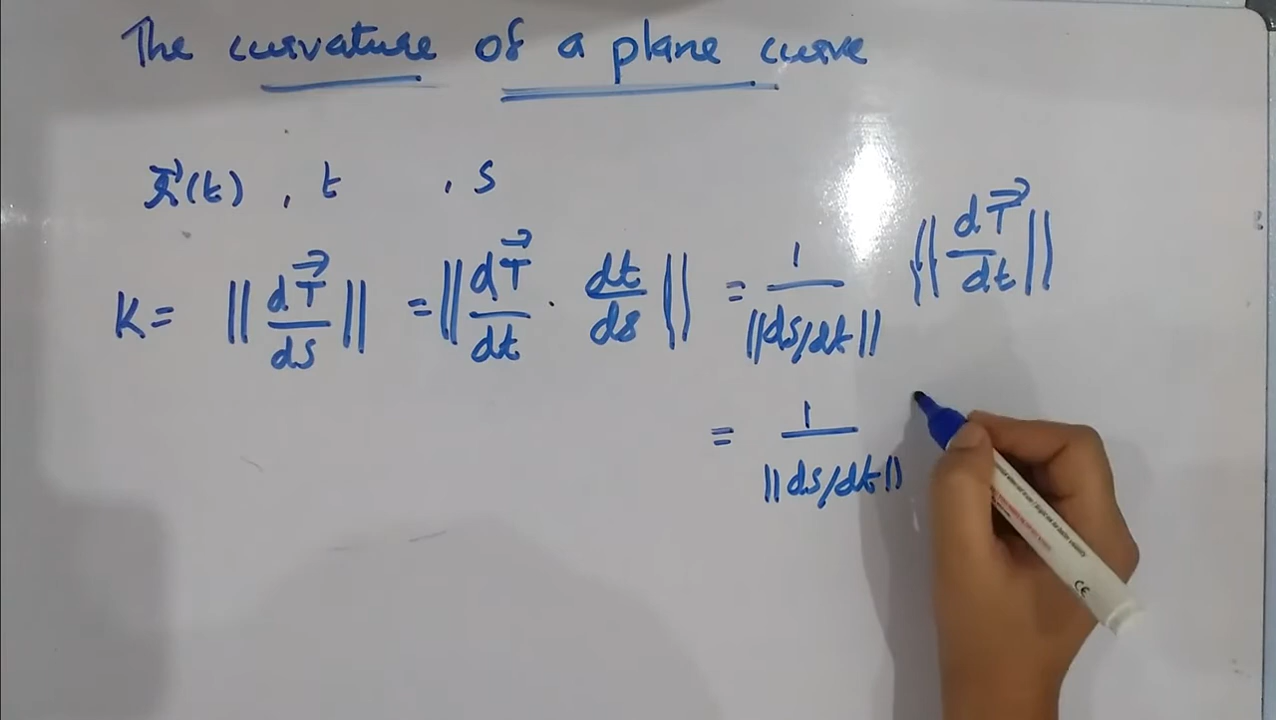 The curvature of a plane curve
r⃗(t) , t , s
K = ||dT⃗/ds|| = ||dT⃗/dt · dt/ds|| = 1/||ds/dt|| ||dT⃗/dt||
= 1/||ds/dt||
CE